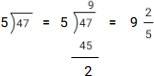 9
5)47 = 5)47 = 9 2/5
45
2